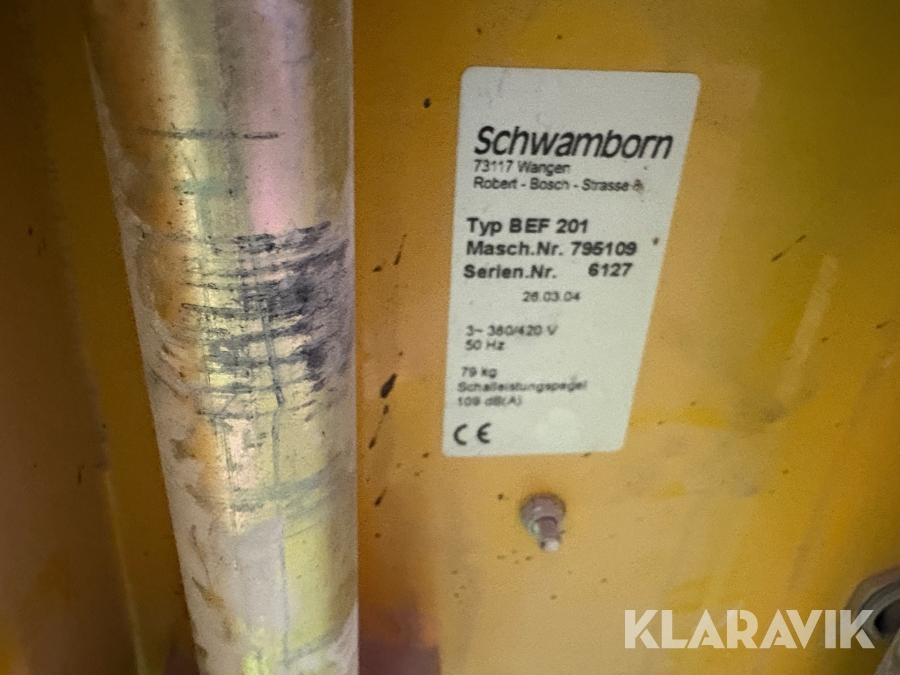 Schwamborn
73117 Wangen
Robert - Bosch - Strasse 8
Typ BEF 201
Masch.Nr. 795109
Serien.Nr. 6127
26.03.04
3~ 380/420 V
50 Hz
79 kg
Schalleistungspegel
109 dB(A)
CE
KLARAVIK